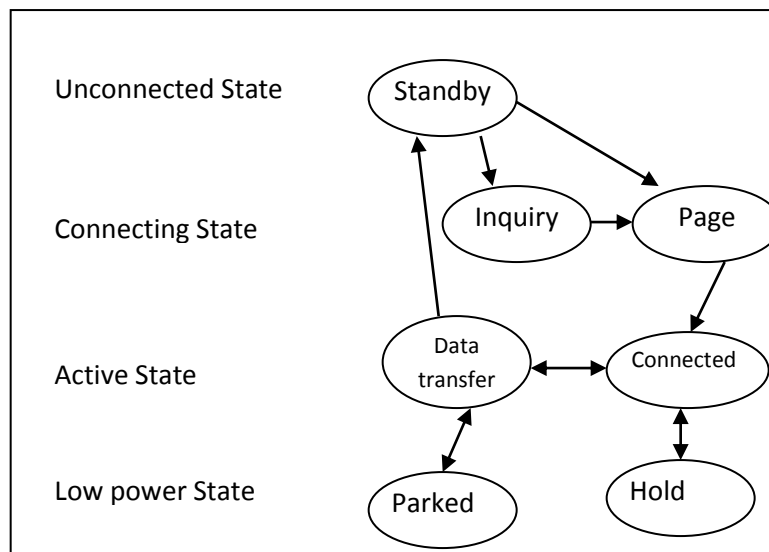 Unconnected State
Standby
Connecting State
Inquiry
Page
Active State
Data
transfer
Connected
Low power State
Parked
Hold